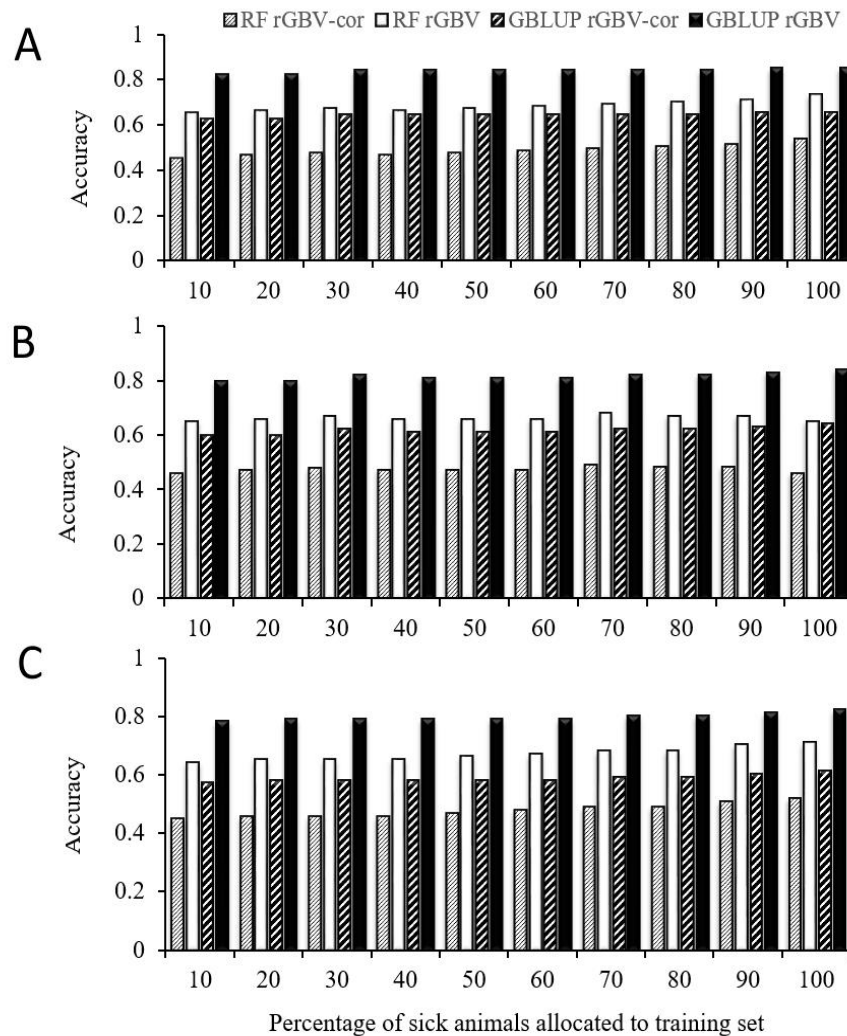 RF rGBV-cor RF rGBV GBLUP rGBV-cor GBLUP rGBV
A
1
0.8
0.6
0.4
0.2
0
Accuracy
10 20 30 40 50 60 70 80 90 100
B
1
0.8
0.6
0.4
0.2
0
Accuracy
10 20 30 40 50 60 70 80 90 100
C
1
0.8
0.6
0.4
0.2
0
Accuracy
10 20 30 40 50 60 70 80 90 100
Percentage of sick animals allocated to training set